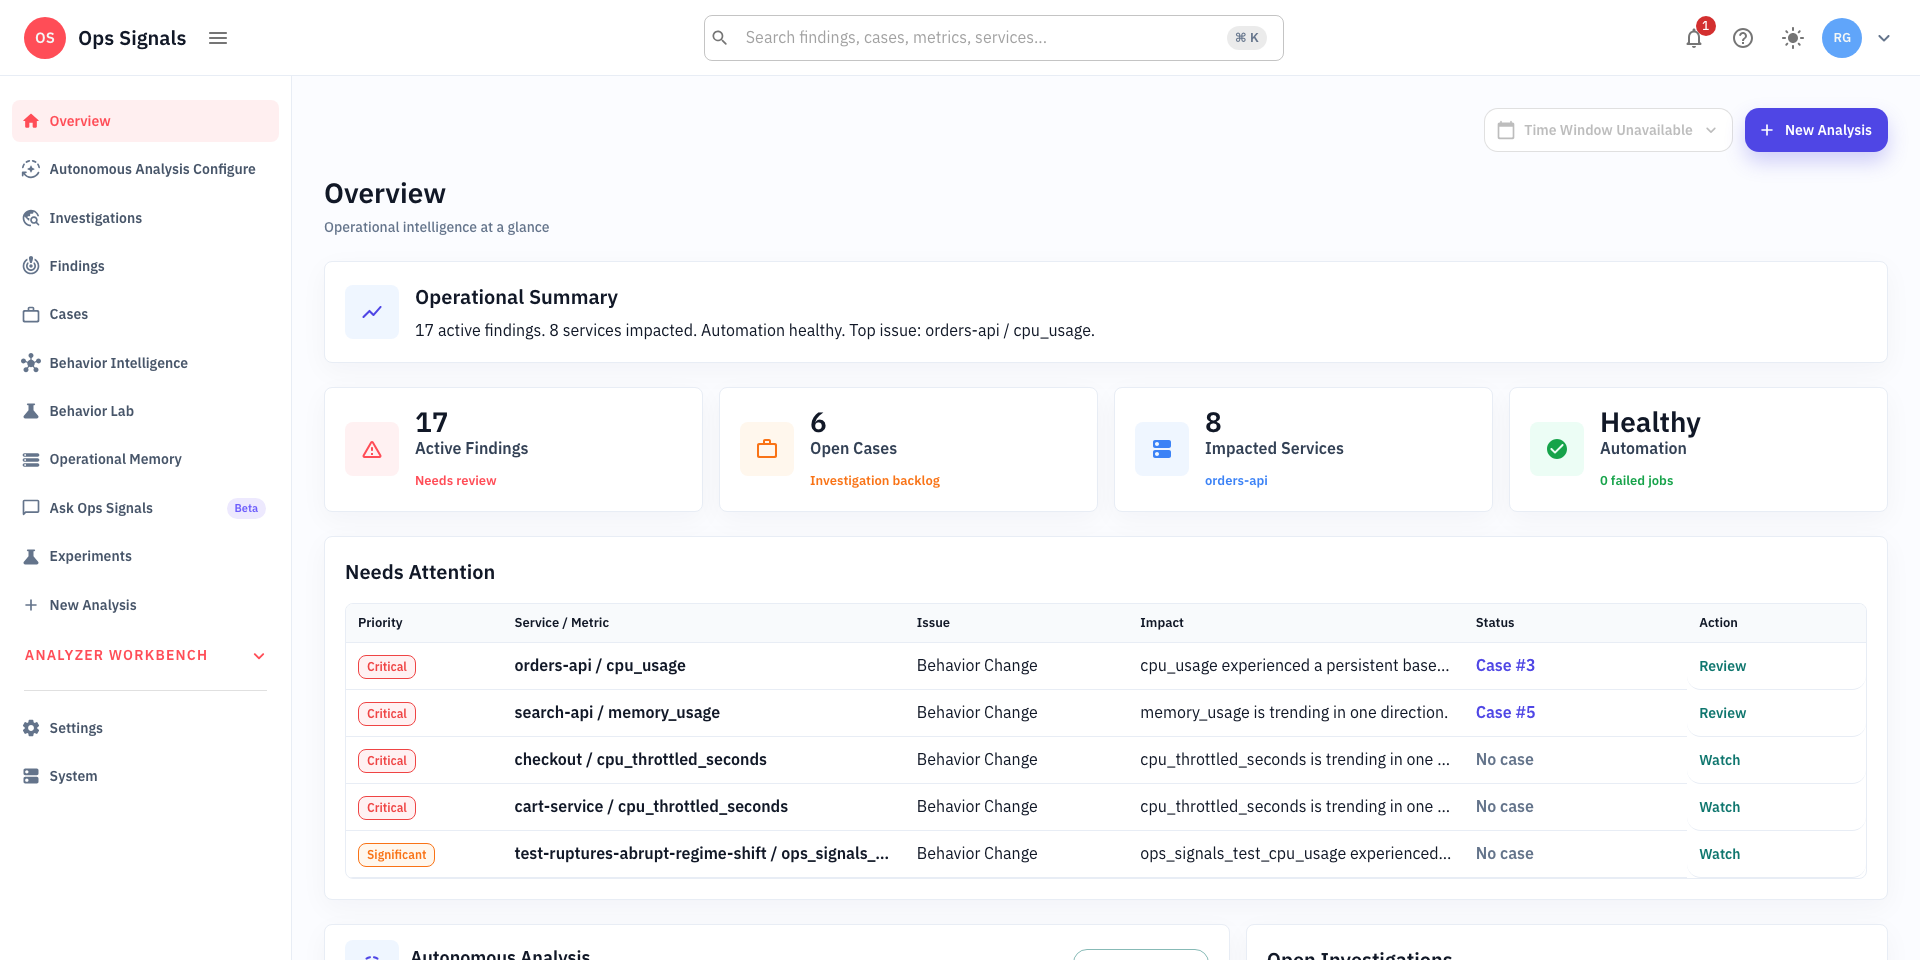 OS Ops Signals
Search findings, cases, metrics, services...
⌘ K
1
RG
Overview
Autonomous Analysis Configure
Investigations
Findings
Cases
Behavior Intelligence
Behavior Lab
Operational Memory
Ask Ops Signals Beta
Experiments
New Analysis
ANALYZER WORKBENCH
Settings
System
Time Window Unavailable
New Analysis
Overview
Operational intelligence at a glance
Operational Summary
17 active findings. 8 services impacted. Automation healthy. Top issue: orders-api / cpu_usage.
17
Active Findings
Needs review
6
Open Cases
Investigation backlog
8
Impacted Services
orders-api
Healthy
Automation
0 failed jobs
Needs Attention
Priority Service / Metric Issue Impact Status Action
Critical orders-api / cpu_usage Behavior Change cpu_usage experienced a persistent base... Case #3 Review
Critical search-api / memory_usage Behavior Change memory_usage is trending in one direction. Case #5 Review
Critical checkout / cpu_throttled_seconds Behavior Change cpu_throttled_seconds is trending in one ... No case Watch
Critical cart-service / cpu_throttled_seconds Behavior Change cpu_throttled_seconds is trending in one ... No case Watch
Significant test-ruptures-abrupt-regime-shift / ops_signals_... Behavior Change ops_signals_test_cpu_usage experienced... No case Watch
Autonomous Analysis
Open Investigations